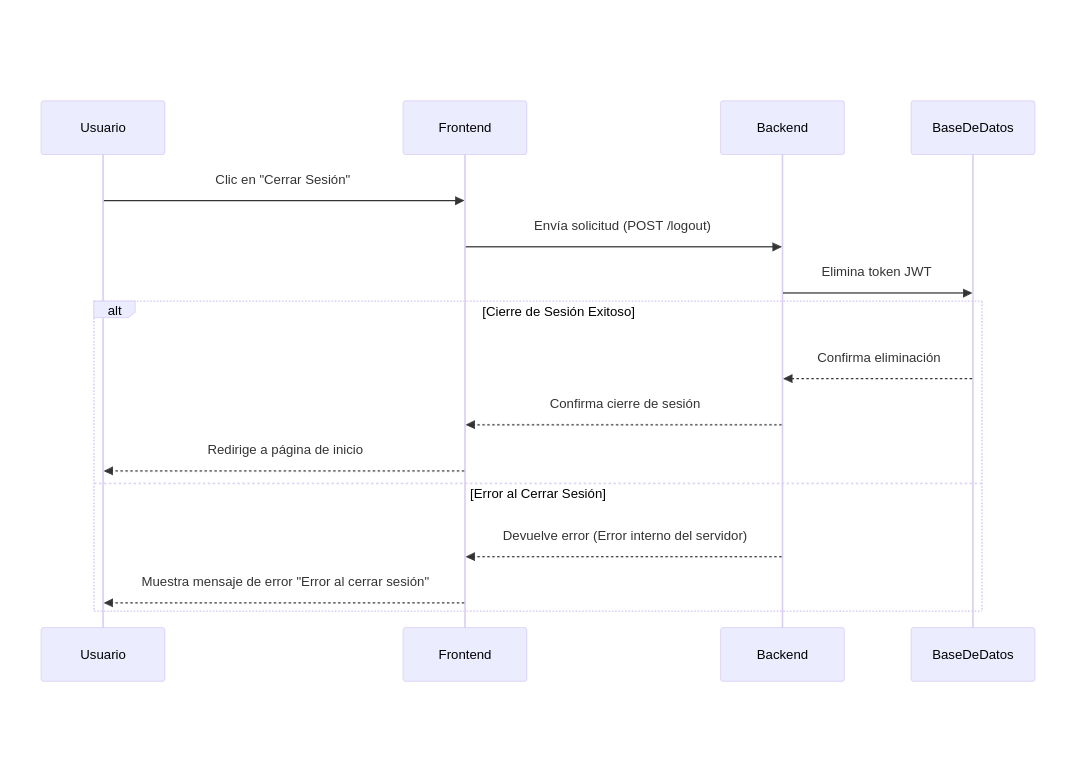 Usuario
Frontend
Backend
BaseDeDatos
Clic en "Cerrar Sesión"
Envía solicitud (POST /logout)
Elimina token JWT
alt
[Cierre de Sesión Exitoso]
Confirma eliminación
Confirma cierre de sesión
Redirige a página de inicio
[Error al Cerrar Sesión]
Devuelve error (Error interno del servidor)
Muestra mensaje de error "Error al cerrar sesión"
Usuario
Frontend
Backend
BaseDeDatos